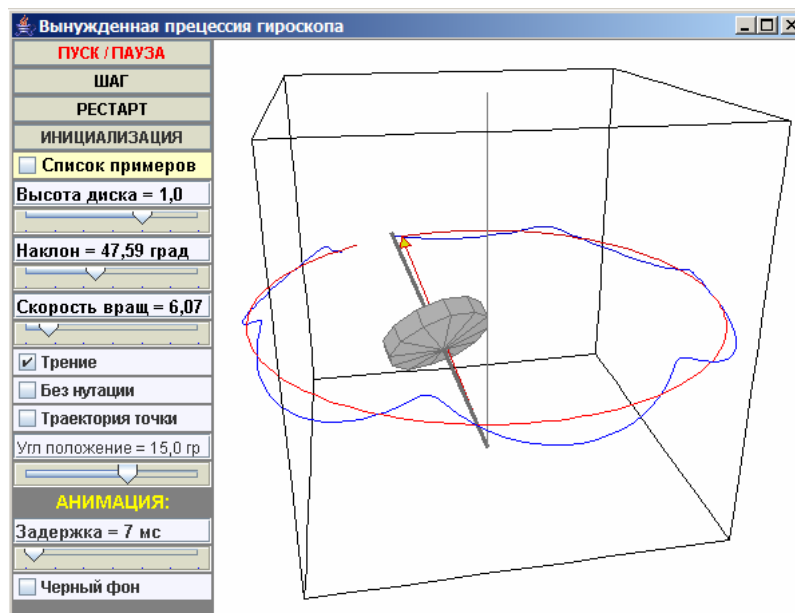 Вынужденная прецессия гироскопа
ПУСК / ПАУЗА
ШАГ
РЕСТАРТ
ИНИЦИАЛИЗАЦИЯ
Список примеров
Высота диска = 1,0
Наклон = 47,59 град
Скорость вращ = 6,07
Трение
Без нутации
Траектория точки
Угл положение = 15,0 гр
АНИМАЦИЯ:
Задержка = 7 мс
Черный фон